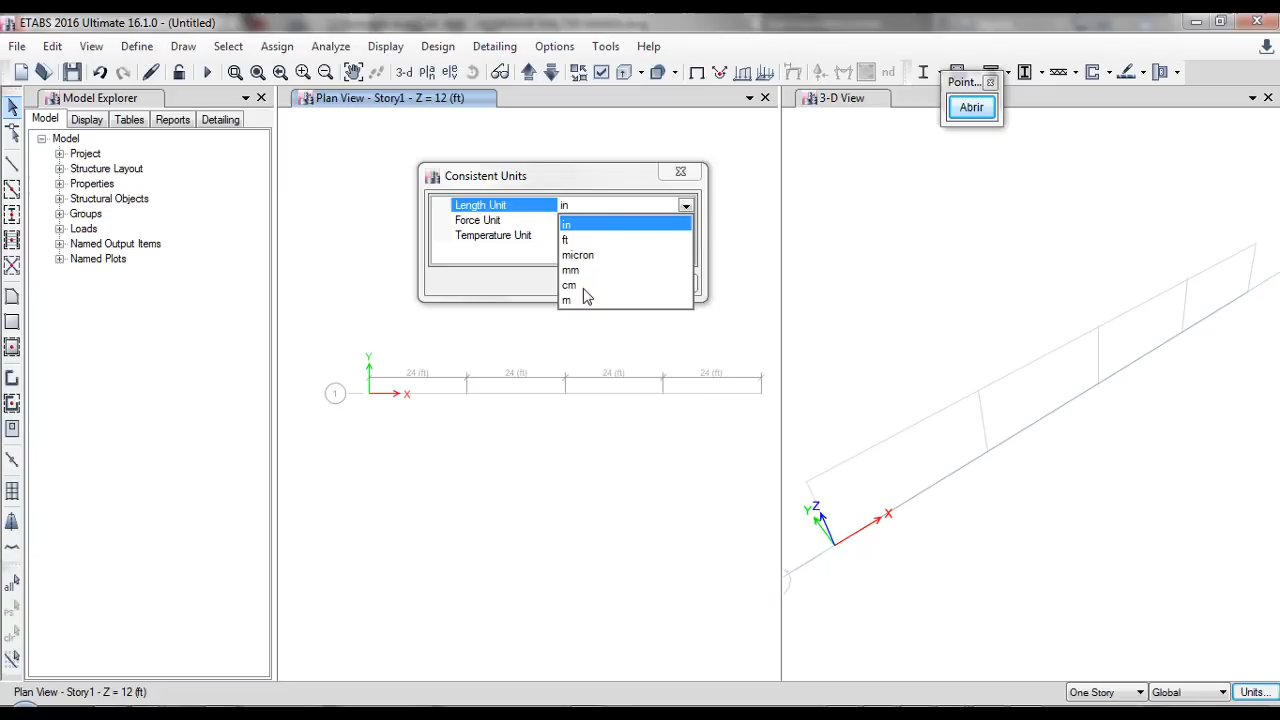 ETABS 2016 Ultimate 16.1.0 - (Untitled)
File Edit View Define Draw Select Assign Analyze Display Design Detailing Options Tools Help
3-d nd
Point...
Abrir
Model Explorer
Plan View - Story1 - Z = 12 (ft)
3-D View
Model Display Tables Reports Detailing
Model
Project
Structure Layout
Properties
Structural Objects
Groups
Loads
Named Output Items
Named Plots
Consistent Units
Length Unit in
Force Unit
Temperature Unit
in
ft
micron
mm
cm
m
Y
24 (ft) 24 (ft) 24 (ft) 24 (ft)
1
X
Z
Y
X
all
Plan View - Story1 - Z = 12 (ft)
One Story
Global
Units...